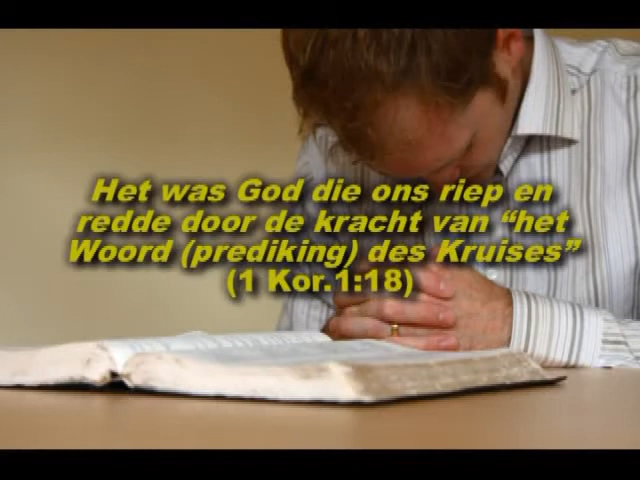 Het was God die ons riep en
redde door de kracht van “het
Woord (prediking) des Kruises”
(1 Kor.1:18)